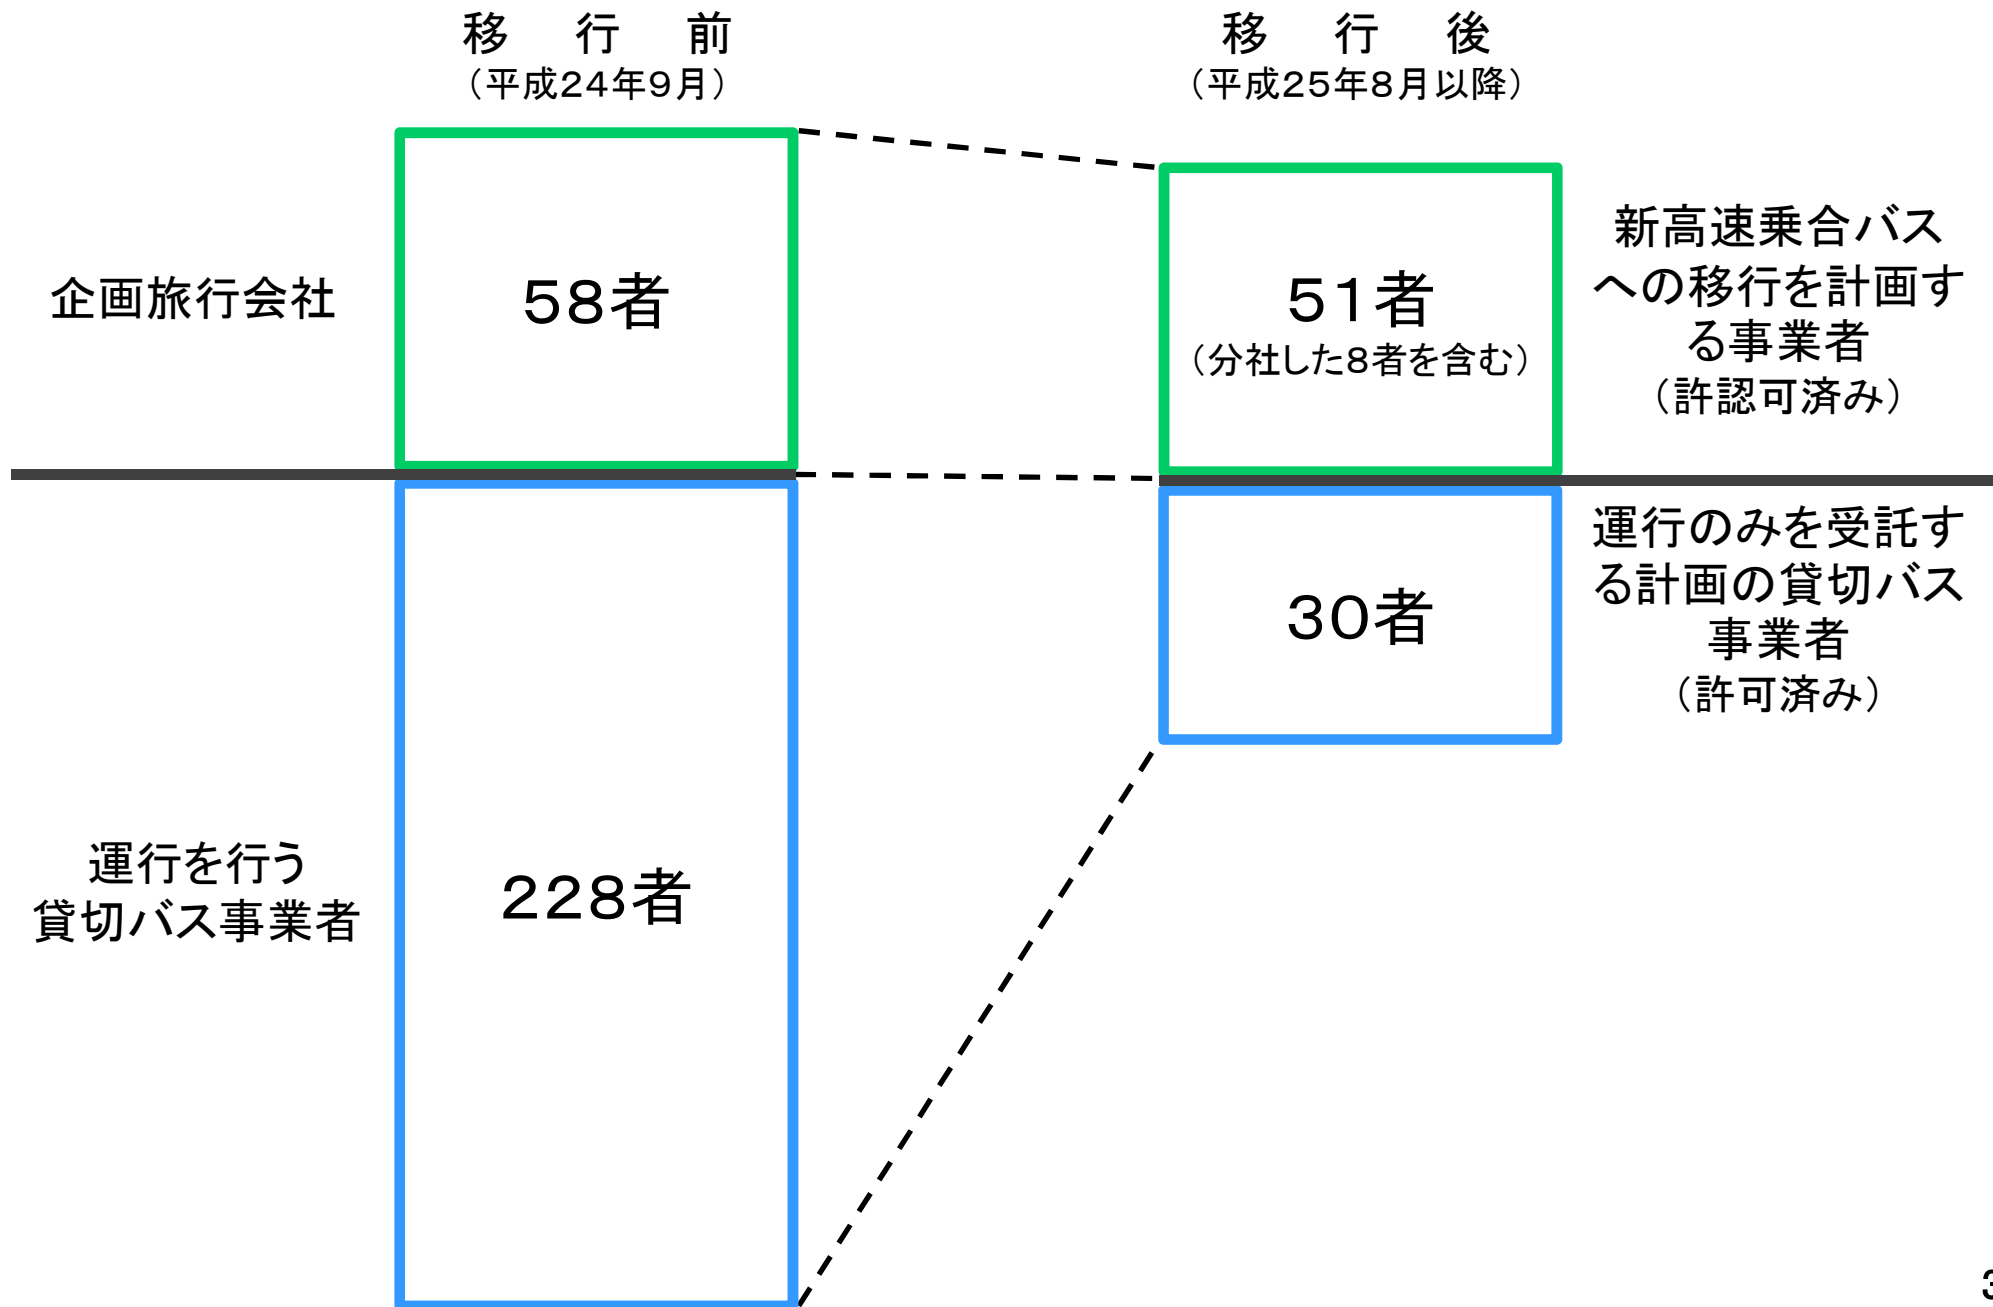 移　行　前
（平成２４年９月）
移　行　後
（平成２５年８月以降）
企画旅行会社
５８者
５１者
（分社した８者を含む）
新高速乗合バス
への移行を計画す
る事業者
（許認可済み）
運行を行う
貸切バス事業者
２２８者
３０者
運行のみを受託す
る計画の貸切バス
事業者
（許可済み）
3